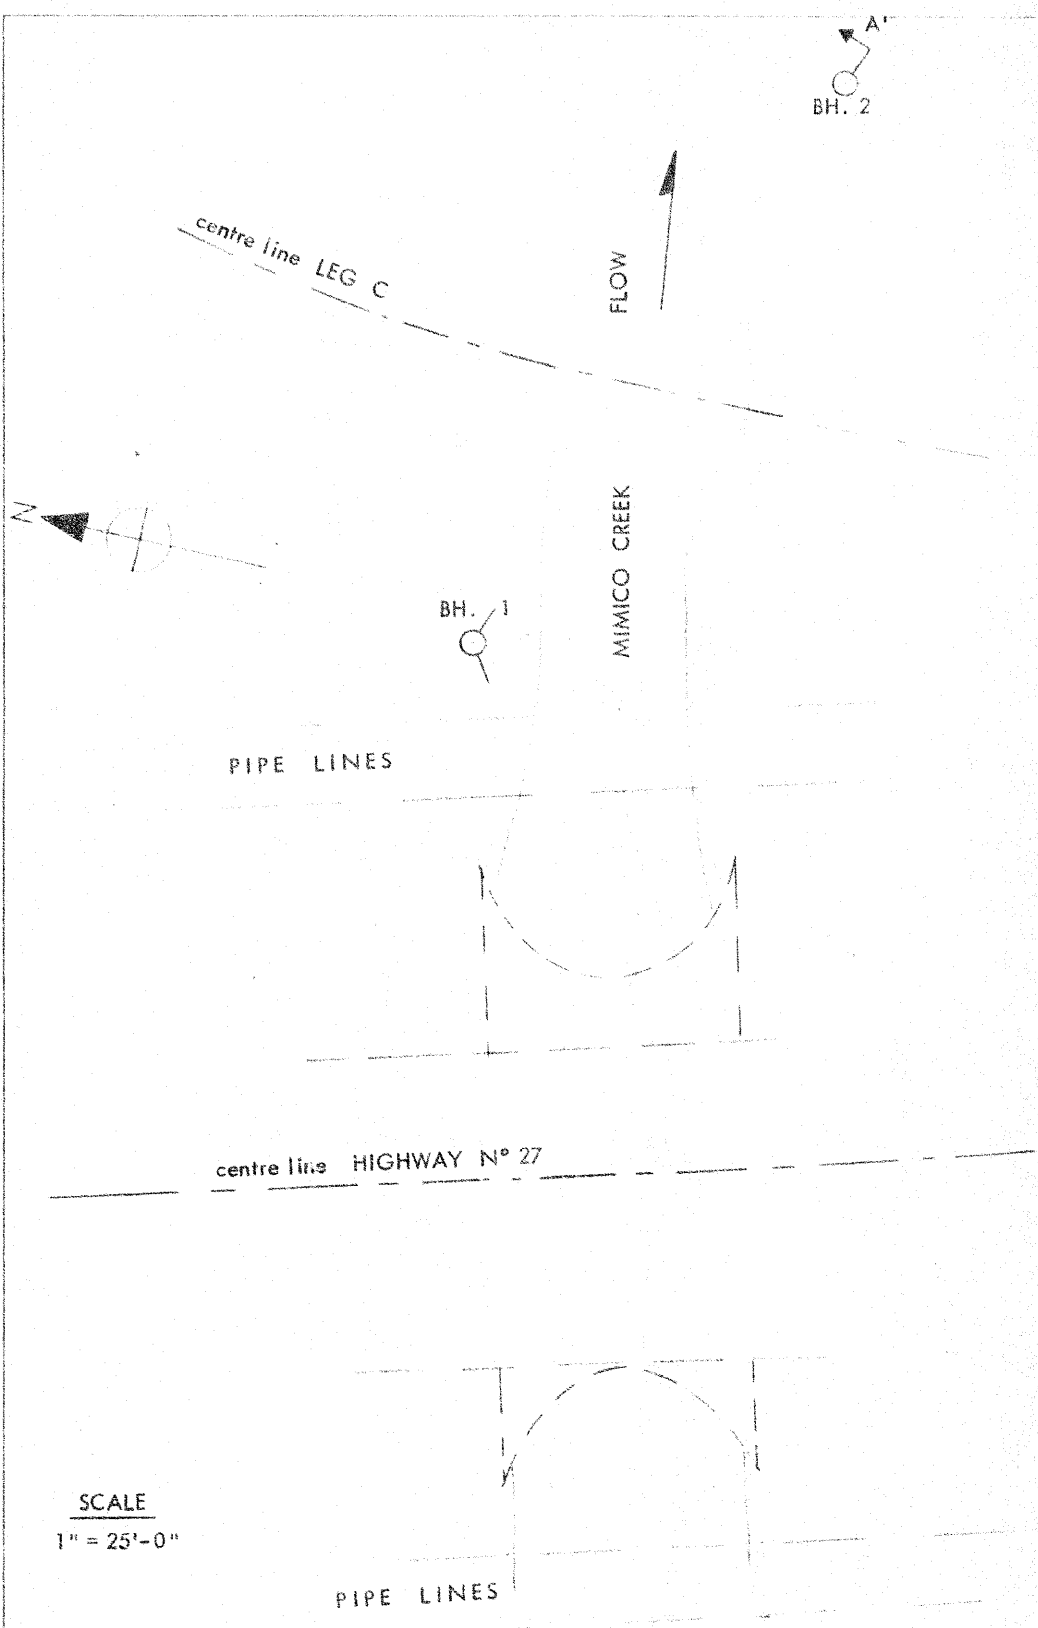 A'
BH. 2
centre line LEG C
FLOW
N
MIMICO CREEK
BH. 1
PIPE LINES
centre line HIGHWAY Nº 27
SCALE
1" = 25'-0"
PIPE LINES